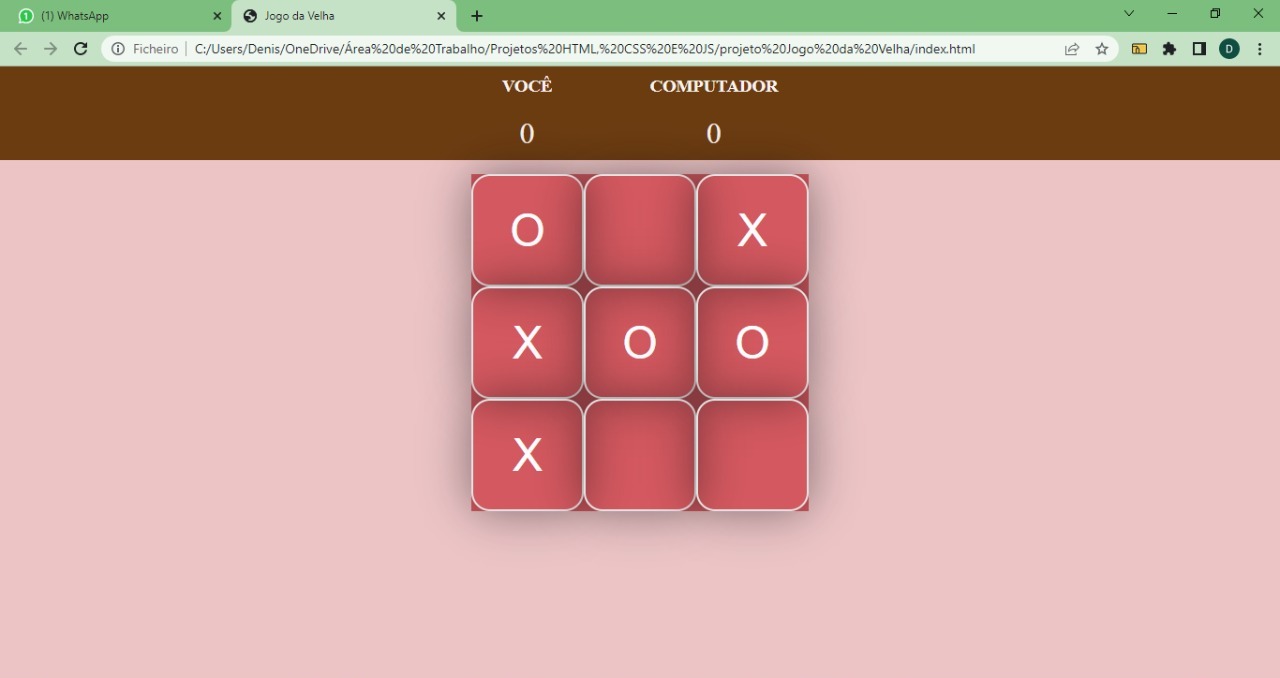 (1) WhatsApp
Jogo da Velha
Ficheiro
C:/Users/Denis/OneDrive/Área%20de%20Trabalho/Projetos%20HTML,%20CSS%20E%20JS/projeto%20Jogo%20da%20Velha/index.html
D
VOCÊ COMPUTADOR
0 0
O X
X O O
X